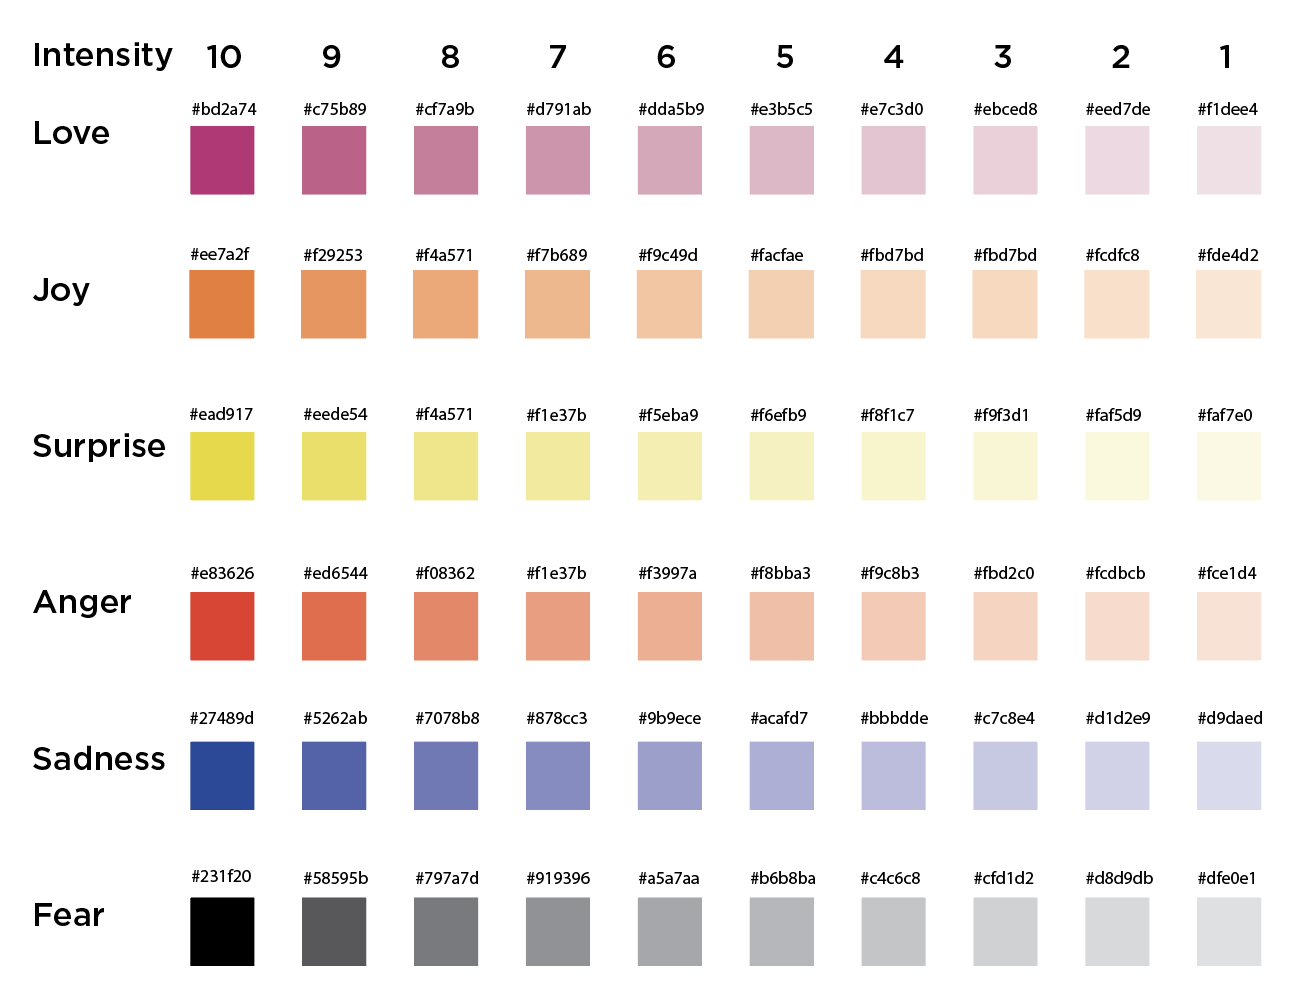 Intensity 10 9 8 7 6 5 4 3 2 1
#bd2a74 #c75b89 #cf7a9b #d791ab #dda5b9 #e3b5c5 #e7c3d0 #ebced8 #eed7de #f1dee4
Love
#ee7a2f #f29253 #f4a571 #f7b689 #f9c49d #facfae #fbd7bd #fbd7bd #fcdfc8 #fde4d2
Joy
#ead917 #eede54 #f4a571 #f1e37b #f5eba9 #f6efb9 #f8f1c7 #f9f3d1 #faf5d9 #faf7e0
Surprise
#e83626 #ed6544 #f08362 #f1e37b #f3997a #f8bba3 #f9c8b3 #fbd2c0 #fcdbcb #fce1d4
Anger
#27489d #5262ab #7078b8 #878cc3 #9b9ece #acafd7 #bbbdde #c7c8e4 #d1d2e9 #d9daed
Sadness
#231f20 #58595b #797a7d #919396 #a5a7aa #b6b8ba #c4c6c8 #cfd1d2 #d8d9db #dfe0e1
Fear